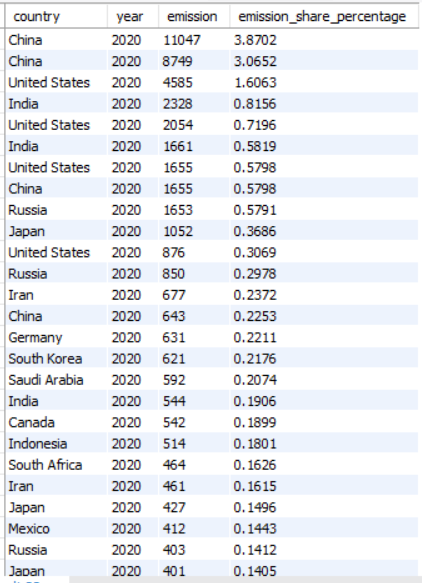 country year emission emission_share_percentage
China 2020 11047 3.8702
China 2020 8749 3.0652
United States 2020 4585 1.6063
India 2020 2328 0.8156
United States 2020 2054 0.7196
India 2020 1661 0.5819
United States 2020 1655 0.5798
China 2020 1655 0.5798
Russia 2020 1653 0.5791
Japan 2020 1052 0.3686
United States 2020 876 0.3069
Russia 2020 850 0.2978
Iran 2020 677 0.2372
China 2020 643 0.2253
Germany 2020 631 0.2211
South Korea 2020 621 0.2176
Saudi Arabia 2020 592 0.2074
India 2020 544 0.1906
Canada 2020 542 0.1899
Indonesia 2020 514 0.1801
South Africa 2020 464 0.1626
Iran 2020 461 0.1615
Japan 2020 427 0.1496
Mexico 2020 412 0.1443
Russia 2020 403 0.1412
Japan 2020 401 0.1405